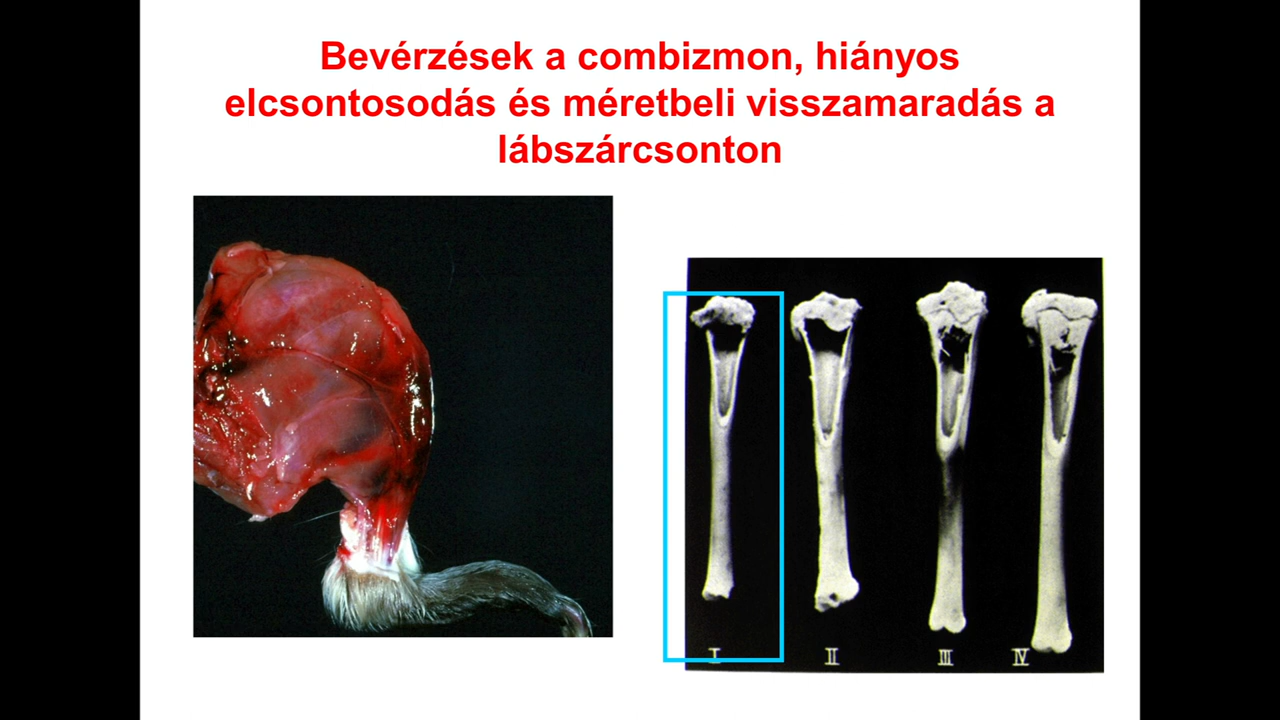 Bevérzések a combizmon, hiányos
elcsontosodás és méretbeli visszamaradás a
lábszárcsonton
I II III IV